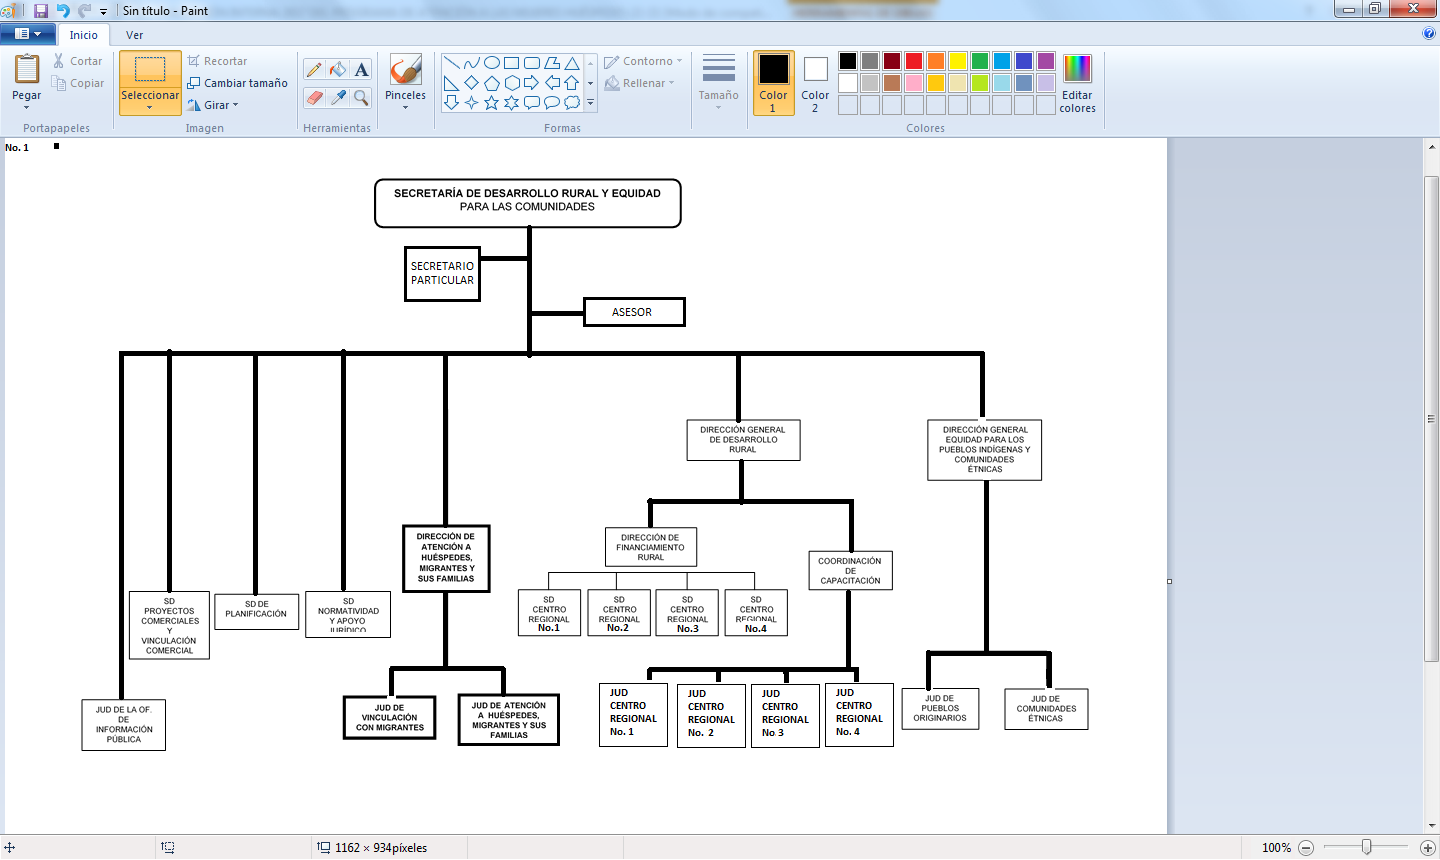 Sin título - Paint
Inicio
Ver
Pegar
Cortar
Copiar
Portapapeles
Seleccionar
Recortar
Cambiar tamaño
Girar
Imagen
Herramientas
Pinceles
Contorno
Rellenar
Formas
Tamaño
Color
1
Color
2
Editar
colores
Colores
No. 1
SECRETARÍA DE DESARROLLO RURAL Y EQUIDAD
PARA LAS COMUNIDADES
SECRETARIO
PARTICULAR
ASESOR
DIRECCIÓN GENERAL
DE DESARROLLO
RURAL
DIRECCIÓN GENERAL
EQUIDAD PARA LOS
PUEBLOS INDÍGENAS Y
COMUNIDADES
ÉTNICAS
DIRECCIÓN DE
ATENCIÓN A
HUÉSPEDES,
MIGRANTES Y
SUS FAMILIAS
DIRECCIÓN DE
FINANCIAMIENTO
RURAL
COORDINACIÓN
DE
CAPACITACIÓN
SD
PROYECTOS
COMERCIALES
Y
VINCULACIÓN
COMERCIAL
SD DE
PLANIFICACIÓN
SD
NORMATIVIDAD
Y APOYO
JURÍDICO
SD
CENTRO
REGIONAL
No.1
SD
CENTRO
REGIONAL
No.2
SD
CENTRO
REGIONAL
No.3
SD
CENTRO
REGIONAL
No.4
JUD DE LA OF.
DE
INFORMACIÓN
PÚBLICA
JUD DE
VINCULACIÓN
CON MIGRANTES
JUD DE ATENCIÓN
A HUÉSPEDES,
MIGRANTES Y SUS
FAMILIAS
JUD
CENTRO
REGIONAL
No. 1
JUD
CENTRO
REGIONAL
No. 2
JUD
CENTRO
REGIONAL
No 3
JUD
CENTRO
REGIONAL
No. 4
JUD DE
PUEBLOS
ORIGINARIOS
JUD DE
COMUNIDADES
ÉTNICAS
1162 × 934píxeles
100%